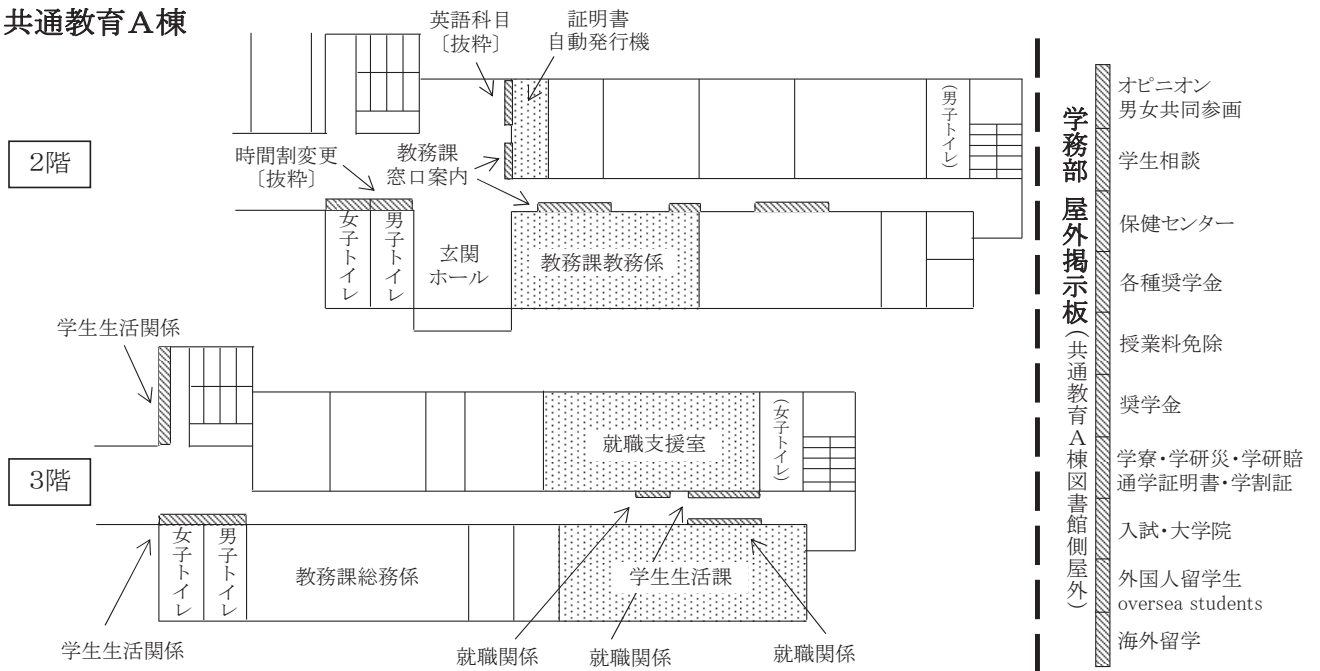 共通教育A棟
英語科目
〔抜粋〕
証明書
自動発行機
2階
時間割変更
〔抜粋〕
教務課
窓口案内
(男子トイレ)
女子トイレ
男子トイレ
玄関
ホール
教務課教務係
学生生活関係
3階
就職支援室
(女子トイレ)
女子トイレ
男子トイレ
教務課総務係
学生生活課
学生生活関係
就職関係
就職関係
就職関係
学務部 屋外掲示板(共通教育A棟図書館側屋外)
オピニオン
男女共同参画
学生相談
保健センター
各種奨学金
授業料免除
奨学金
学寮・学研災・学研賠
通学証明書・学割証
入試・大学院
外国人留学生
oversea students
海外留学